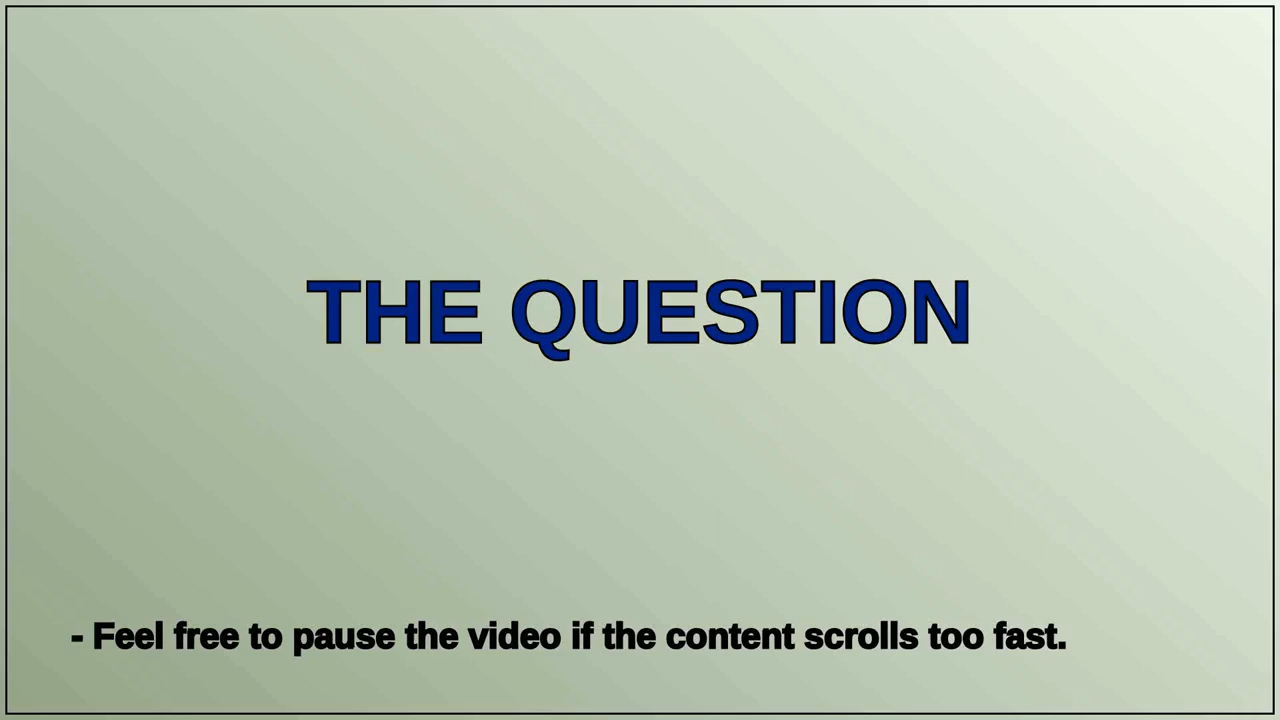 THE QUESTION
- Feel free to pause the video if the content scrolls too fast.